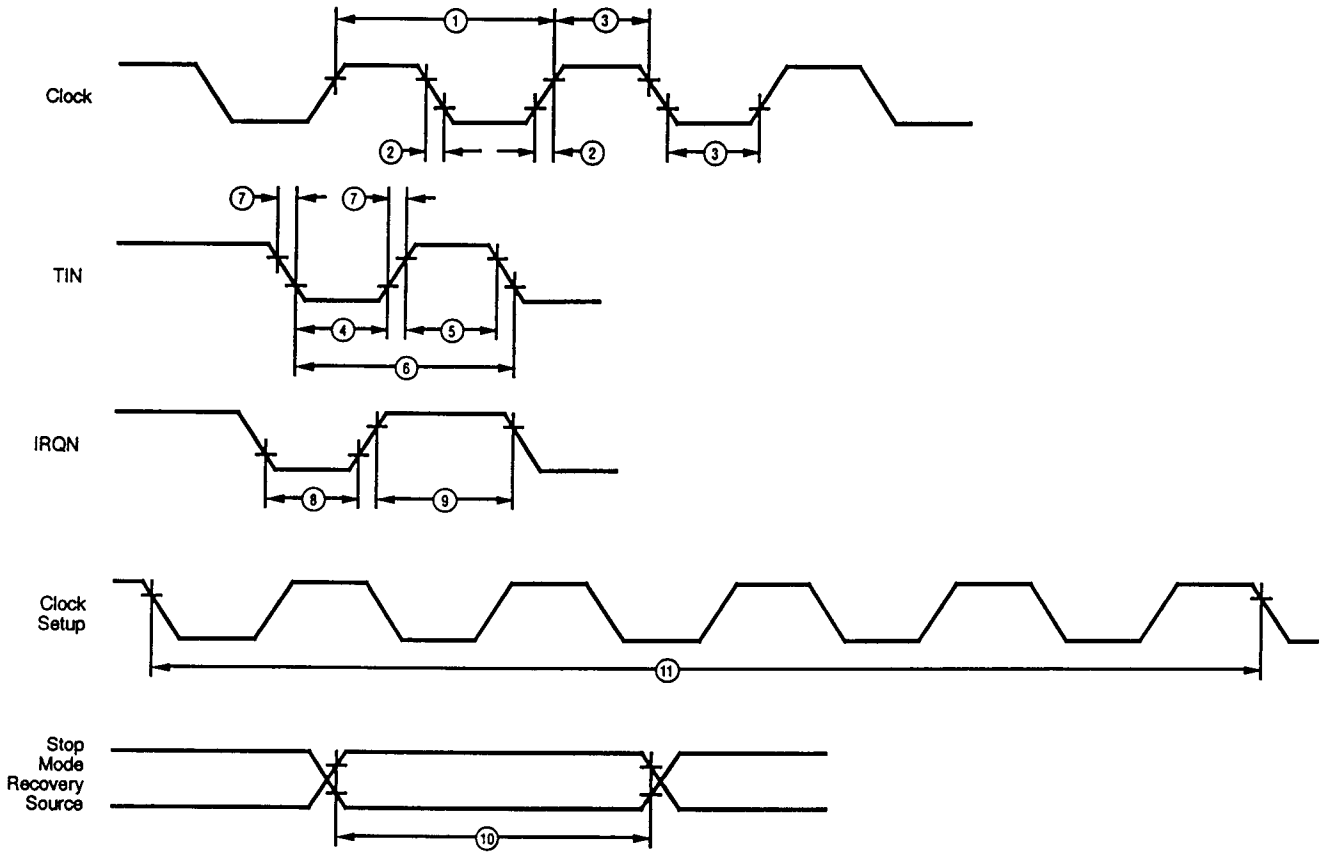 1 3
Clock
2 2
3
7 7
TIN
4 5
6
IRQN
8 9
Clock
Setup
11
Stop
Mode
Recovery
Source
10